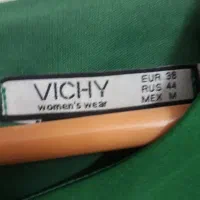 VICHY
women's wear
EUR 38
RUS 44
MEX M